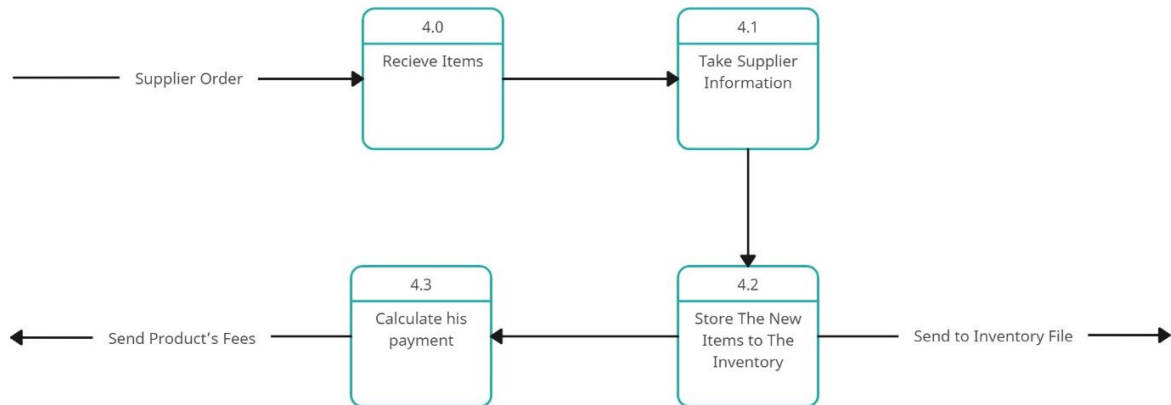 4.0
Recieve Items
Supplier Order
4.1
Take Supplier
Information
4.3
Calculate his
payment
Send Product's Fees
4.2
Store The New
Items to The
Inventory
Send to Inventory File